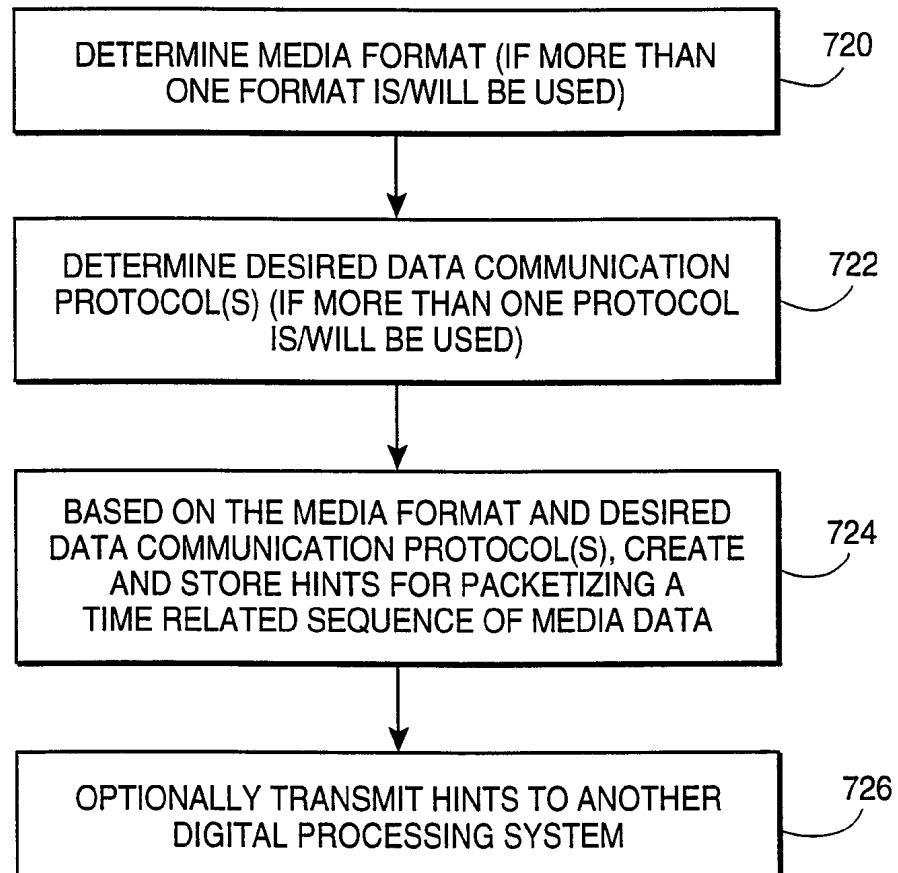 DETERMINE MEDIA FORMAT (IF MORE THAN
ONE FORMAT IS/WILL BE USED)
720
DETERMINE DESIRED DATA COMMUNICATION
PROTOCOL(S) (IF MORE THAN ONE PROTOCOL
IS/WILL BE USED)
722
BASED ON THE MEDIA FORMAT AND DESIRED
DATA COMMUNICATION PROTOCOL(S), CREATE
AND STORE HINTS FOR PACKETIZING A
TIME RELATED SEQUENCE OF MEDIA DATA
724
OPTIONALLY TRANSMIT HINTS TO ANOTHER
DIGITAL PROCESSING SYSTEM
726